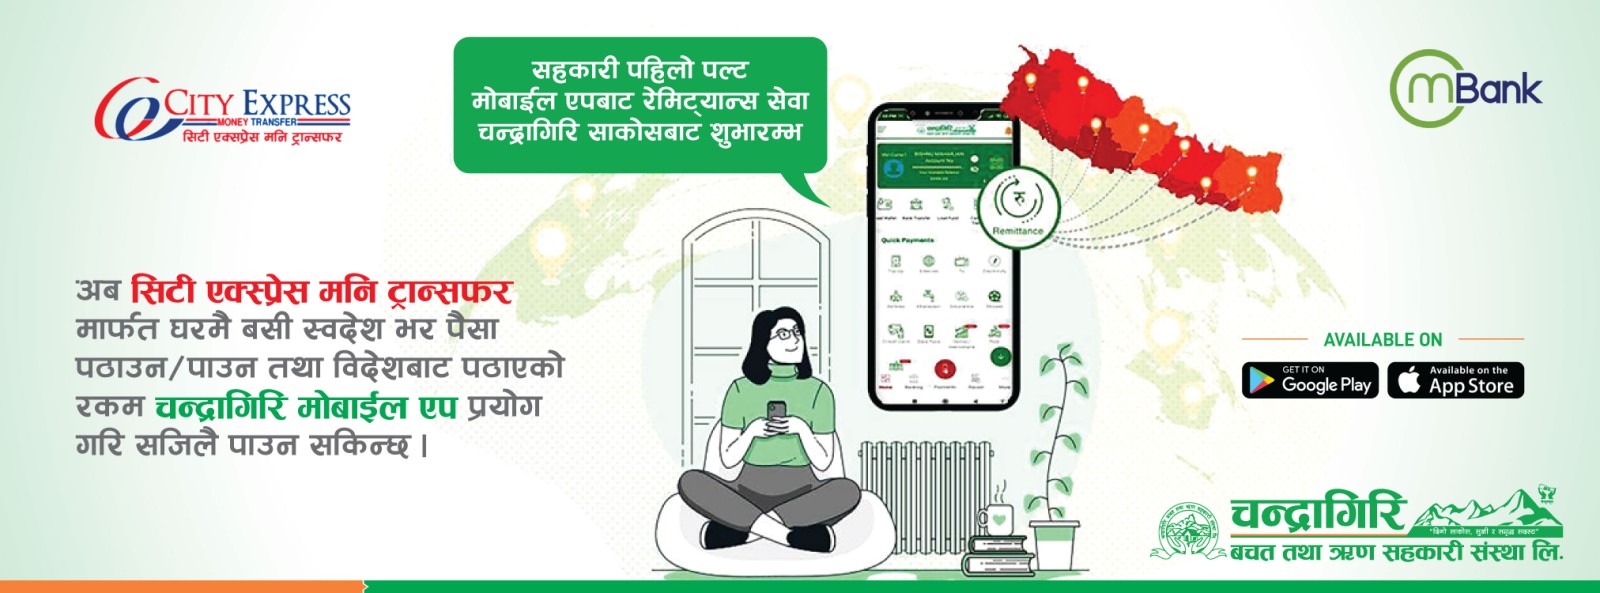 CITY EXPRESS
MONEY TRANSFER
सिटी एक्सप्रेस मनि ट्रान्सफर
सहकारी पहिलो पल्ट
मोबाईल एपबाट रेमिट्यान्स सेवा
चन्द्रागिरि साकोसबाट शुभारम्भ
mBank
चन्द्रागिरि
Quick Payments
रु
Remittance
अब सिटी एक्स्प्रेस मनि ट्रान्सफर
मार्फत घरमै बसी स्वदेश भर पैसा
पठाउन/पाउन तथा विदेशबाट पठाएको
रकम चन्द्रागिरि मोबाईल एप प्रयोग
गरि सजिलै पाउन सकिन्छ ।
AVAILABLE ON
GET IT ON
Google Play
Available on the
App Store
चन्द्रागिरि
बचत तथा ऋण सहकारी संस्था लि.